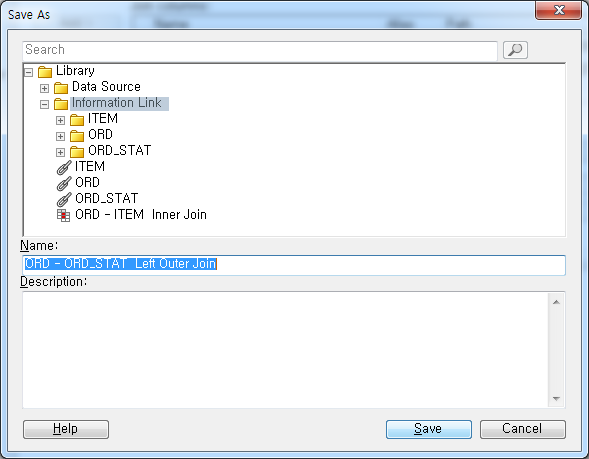 Save As
Search
Library
Data Source
Information Link
ITEM
ORD
ORD_STAT
ITEM
ORD
ORD_STAT
ORD - ITEM  Inner Join
Name:
ORD - ORD_STAT  Left Outer Join
Description:
Help
Save
Cancel